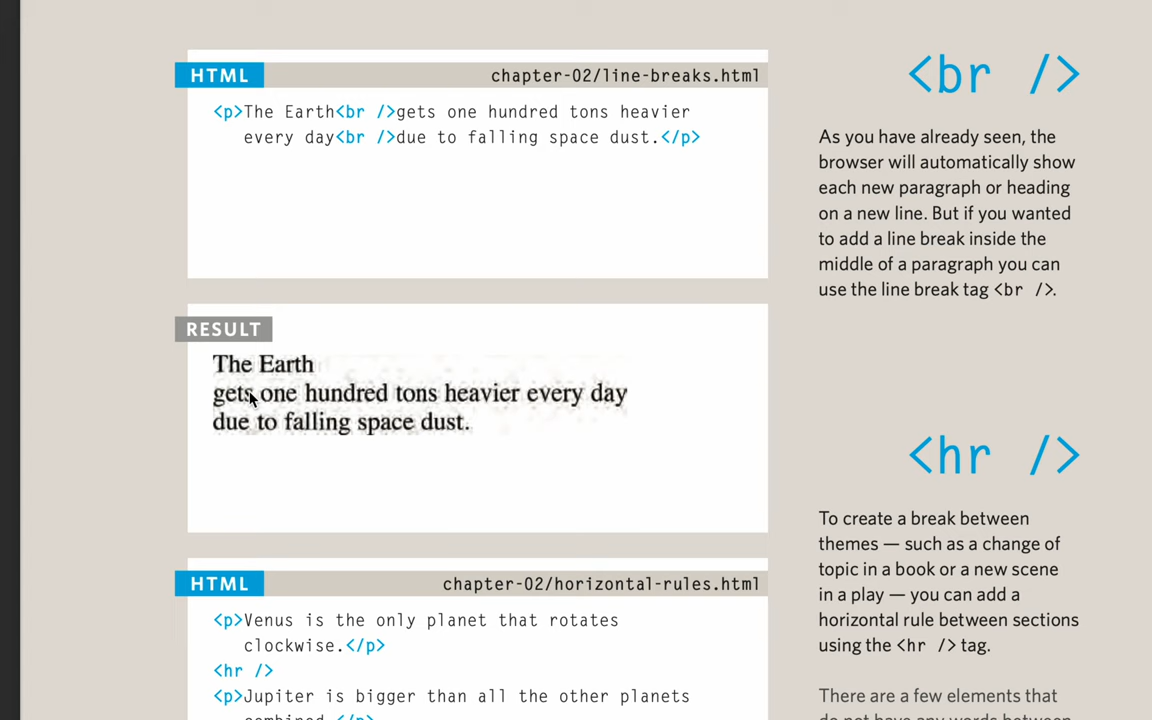 HTML
chapter-02/line-breaks.html
<p>The Earth<br />gets one hundred tons heavier
every day<br />due to falling space dust.</p>
RESULT
The Earth
gets one hundred tons heavier every day
due to falling space dust.
HTML
chapter-02/horizontal-rules.html
<p>Venus is the only planet that rotates
clockwise.</p>
<hr />
<p>Jupiter is bigger than all the other planets
combined.</p>
<br />
As you have already seen, the
browser will automatically show
each new paragraph or heading
on a new line. But if you wanted
to add a line break inside the
middle of a paragraph you can
use the line break tag <br />.
<hr />
To create a break between
themes — such as a change of
topic in a book or a new scene
in a play — you can add a
horizontal rule between sections
using the <hr /> tag.
There are a few elements that
do not have any words between